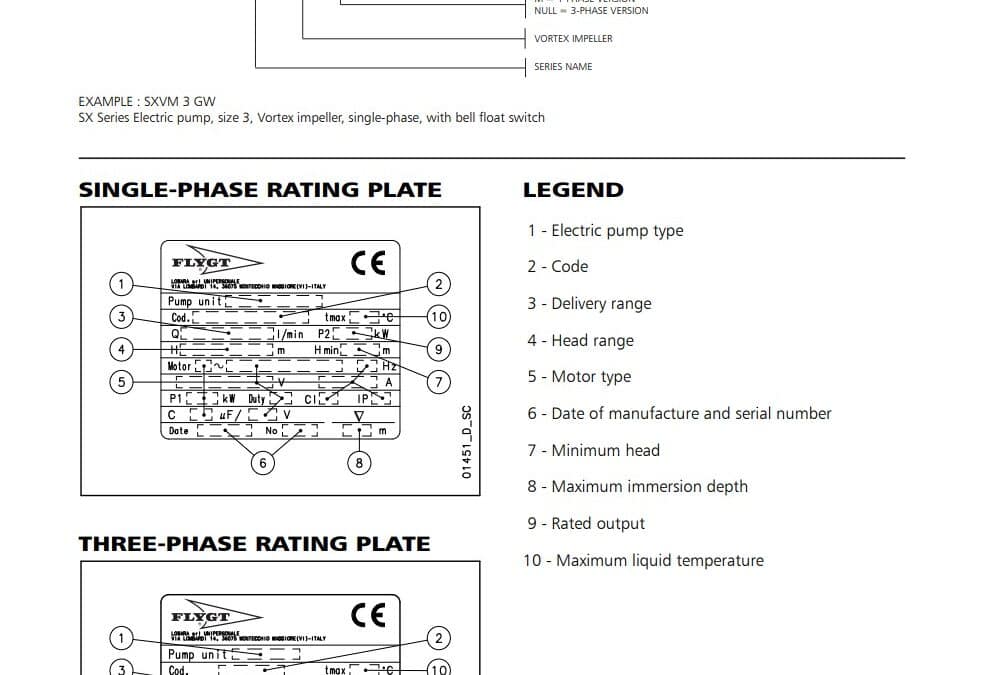 NULL = 3-PHASE VERSION
VORTEX IMPELLER
SERIES NAME
EXAMPLE : SXVM 3 GW
SX Series Electric pump, size 3, Vortex impeller, single-phase, with bell float switch
SINGLE-PHASE RATING PLATE
FLYGT
CE
LOWARA srl UNIPERSONALE
VIA LOMBARDI 14, 36075 MONTECCHIO MAGGIORE(VI)-ITALY
1
2
Pump unit
3
Cod. tmax °C
10
Q l/min P2 kW
4
H m H min m
9
Motor ~ Hz
5
V A
7
P1 kW Duty Cl IP
C uF/ V
Date No m
6
8
01451_D_SC
LEGEND
1 - Electric pump type
2 - Code
3 - Delivery range
4 - Head range
5 - Motor type
6 - Date of manufacture and serial number
7 - Minimum head
8 - Maximum immersion depth
9 - Rated output
10 - Maximum liquid temperature
THREE-PHASE RATING PLATE
FLYGT
CE
LOWARA srl UNIPERSONALE
VIA LOMBARDI 14, 36075 MONTECCHIO MAGGIORE(VI)-ITALY
1
2
Pump unit
3
Cod. tmax °C
10